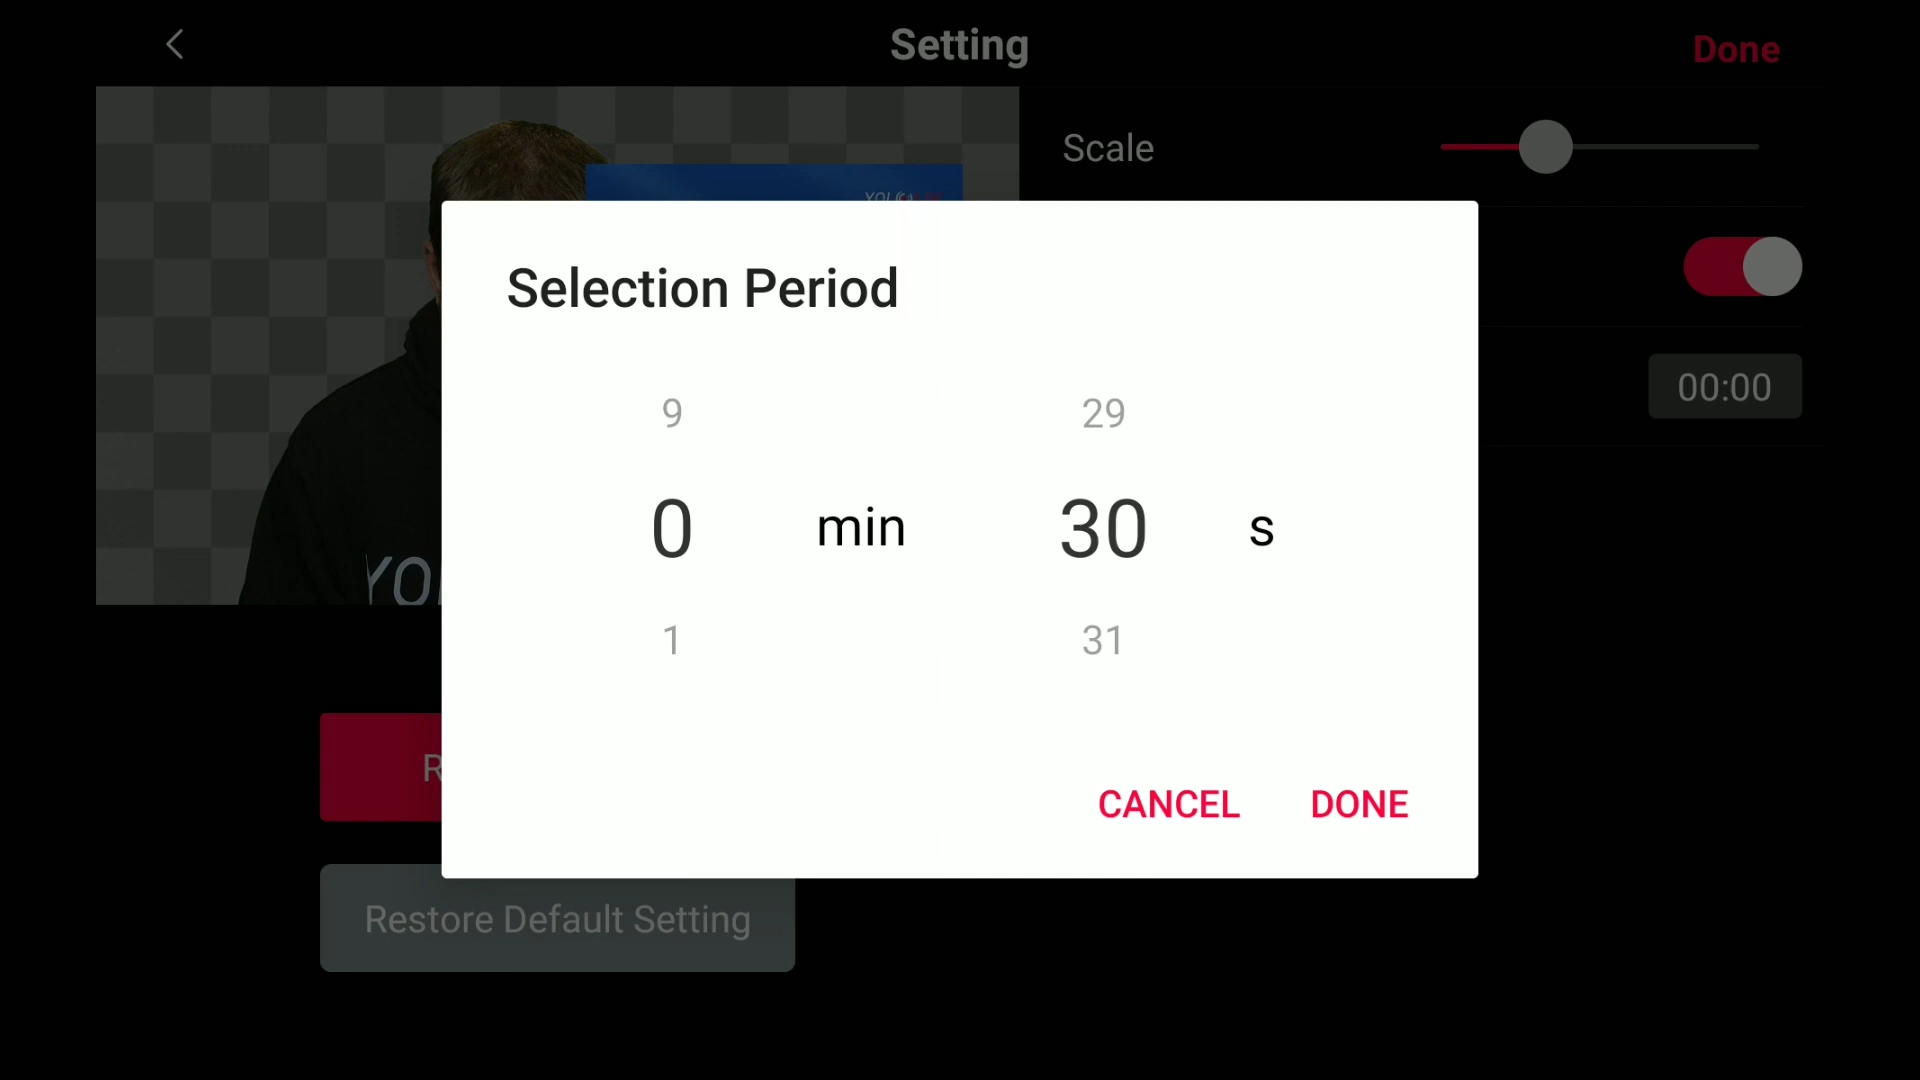 Setting
Done
Scale
Selection Period
9
29
0 min 30 s
1
31
00:00
CANCEL
DONE
Restore Default Setting